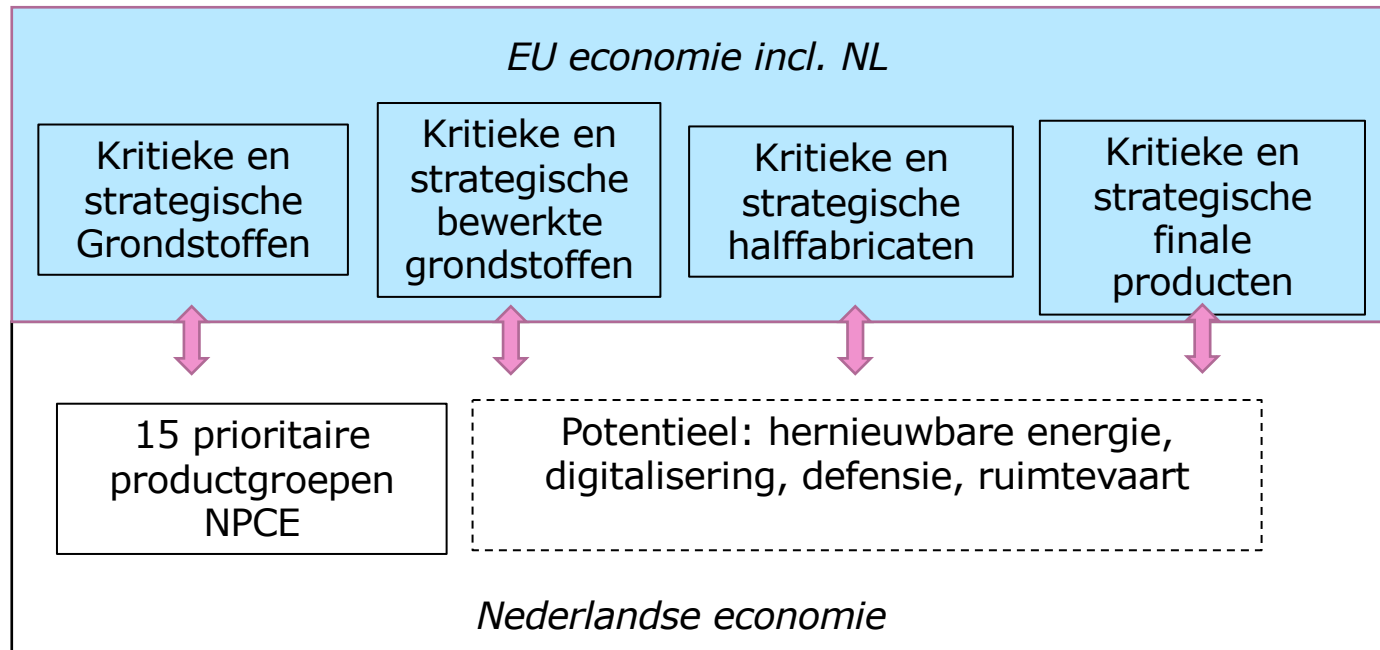 EU economie incl. NL
Kritieke en
strategische
Grondstoffen
Kritieke en
strategische
bewerkte
grondstoffen
Kritieke en
strategische
halffabricaten
Kritieke en
strategische
finale
producten
15 prioritaire
productgroepen
NPCE
Potentieel: hernieuwbare energie,
digitalisering, defensie, ruimtevaart
Nederlandse economie